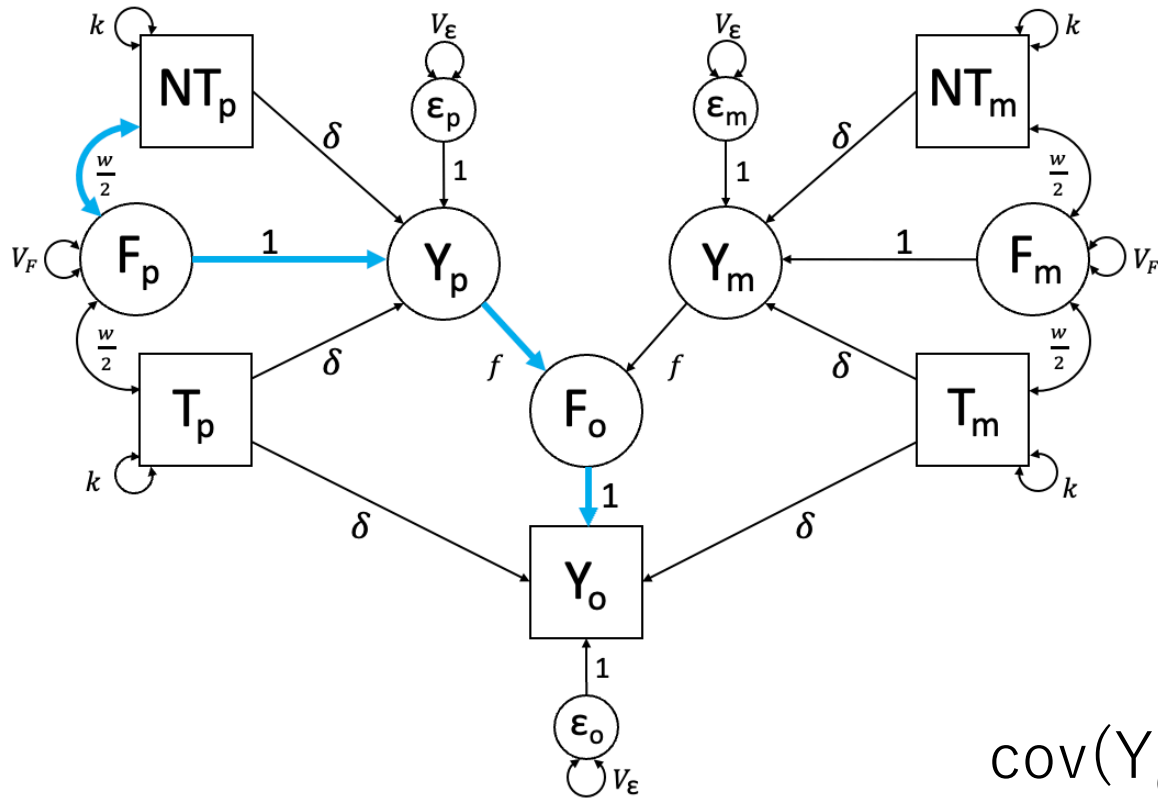 k
V_ε
V_ε
k
NT_p
ε_p
ε_m
NT_m
δ
δ
w/2
1
1
w/2
V_F
F_p
1
Y_p
Y_m
1
F_m
V_F
w/2
δ
f
f
δ
w/2
T_p
F_o
T_m
k
1
k
δ
δ
Y_o
1
ε_o
V_ε
cov(Y